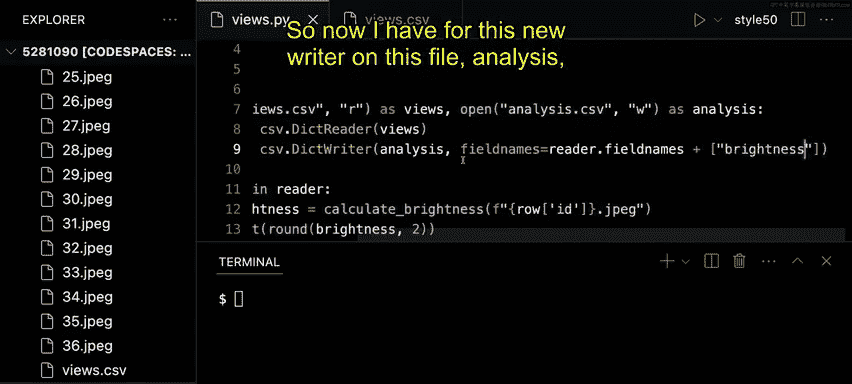 EXPLORER
views.py
views.csv
style50
5281090 [CODESPACES: ...
25.jpeg
26.jpeg
27.jpeg
28.jpeg
29.jpeg
30.jpeg
31.jpeg
32.jpeg
33.jpeg
34.jpeg
35.jpeg
36.jpeg
views.csv
So now I have for this new
writer on this file, analysis,
4
5
6
7 iews.csv", "r") as views, open("analysis.csv", "w") as analysis:
8 csv.DictReader(views)
9 csv.DictWriter(analysis, fieldnames=reader.fieldnames + ["brightness"])
10
11 in reader:
12 htness = calculate_brightness(f"{row['id']}.jpeg")
13 t(round(brightness, 2))
TERMINAL
$